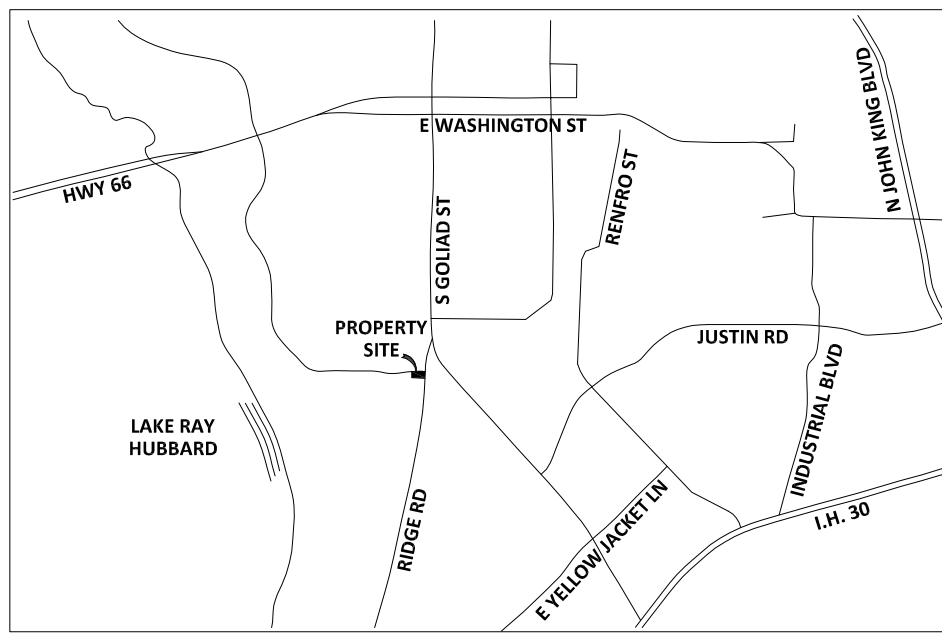 N JOHN KING BLVD
E WASHINGTON ST
HWY 66
RENFRO ST
S GOLIAD ST
PROPERTY
SITE
JUSTIN RD
INDUSTRIAL BLVD
LAKE RAY
HUBBARD
RIDGE RD
E YELLOW JACKET LN
I.H. 30